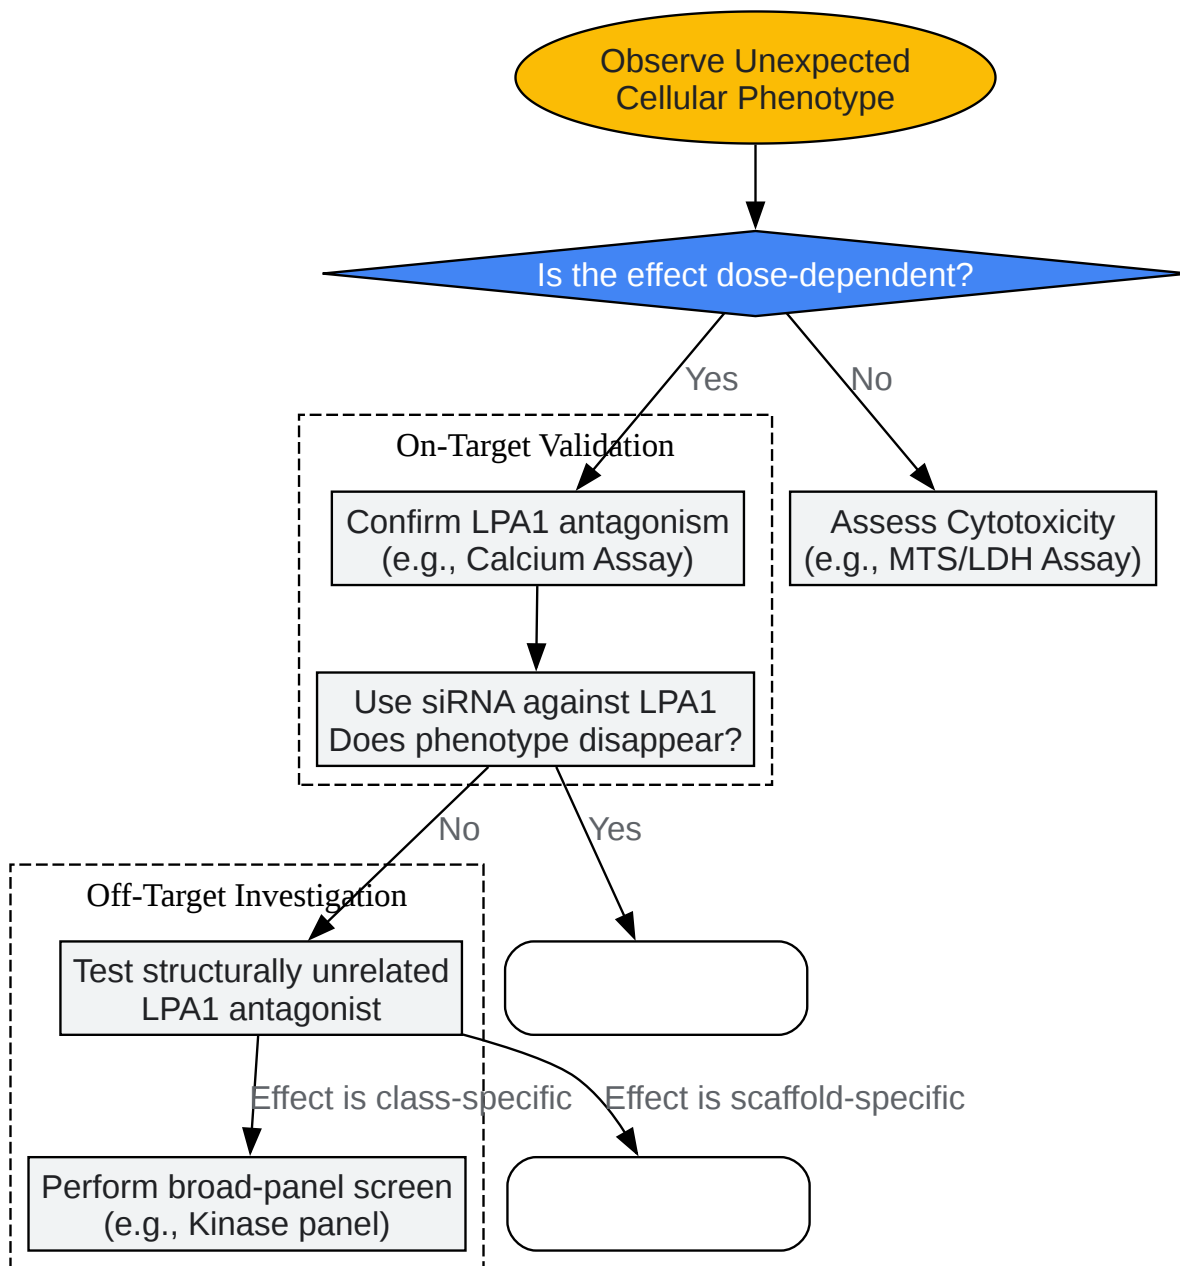 Observe Unexpected
Cellular Phenotype
Is the effect dose-dependent?
Yes
No
On-Target Validation
Confirm LPA1 antagonism
(e.g., Calcium Assay)
Assess Cytotoxicity
(e.g., MTS/LDH Assay)
Use siRNA against LPA1
Does phenotype disappear?
No
Yes
Off-Target Investigation
Test structurally unrelated
LPA1 antagonist
Effect is class-specific
Effect is scaffold-specific
Perform broad-panel screen
(e.g., Kinase panel)